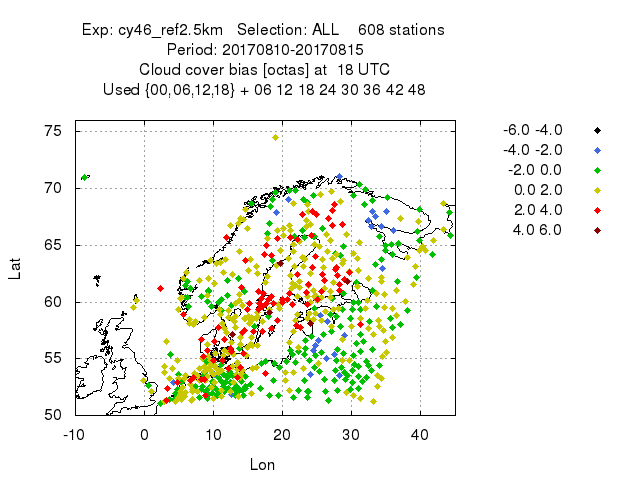 Exp: cy46_ref2.5km   Selection: ALL    608 stations
Period: 20170810-20170815
Cloud cover bias [octas] at  18 UTC
Used {00,06,12,18} + 06 12 18 24 30 36 42 48
-6.0 -4.0
-4.0 -2.0
-2.0 0.0
0.0 2.0
2.0 4.0
4.0 6.0
75
70
65
60
55
50
Lat
-10 0 10 20 30 40
Lon